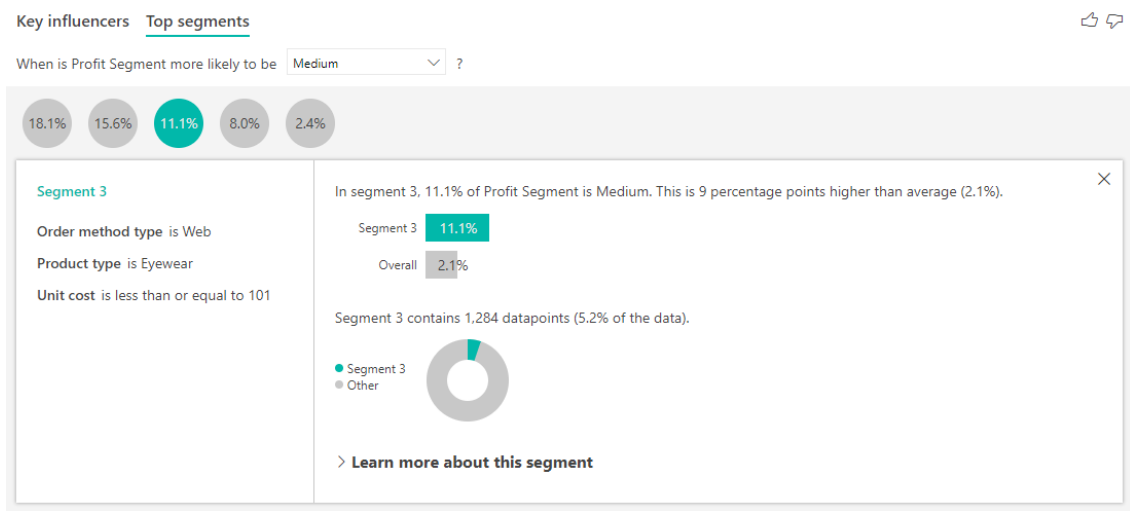 Key influencers Top segments
When is Profit Segment more likely to be Medium ?
18.1% 15.6% 11.1% 8.0% 2.4%
Segment 3
Order method type is Web
Product type is Eyewear
Unit cost is less than or equal to 101
In segment 3, 11.1% of Profit Segment is Medium. This is 9 percentage points higher than average (2.1%).
Segment 3 11.1%
Overall 2.1%
Segment 3 contains 1,284 datapoints (5.2% of the data).
Segment 3
Other
Learn more about this segment